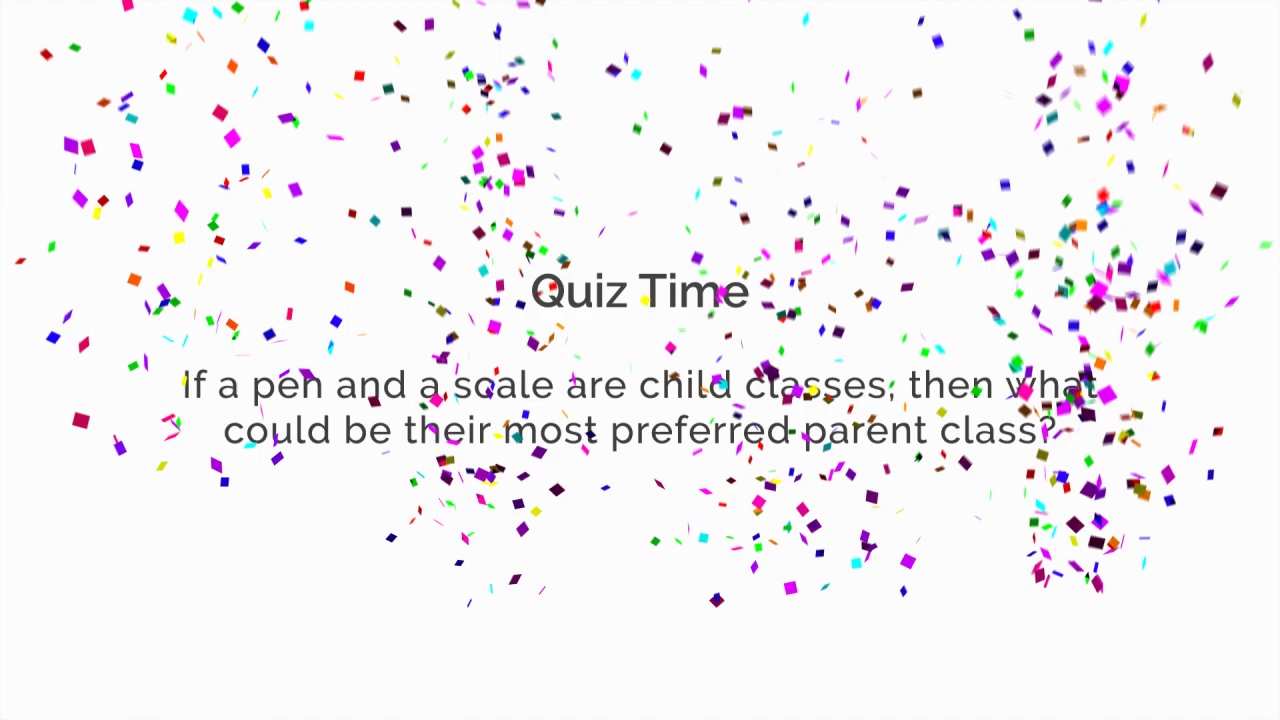 Quiz Time
If a pen and a scale are child classes, then what
could be their most preferred parent class?